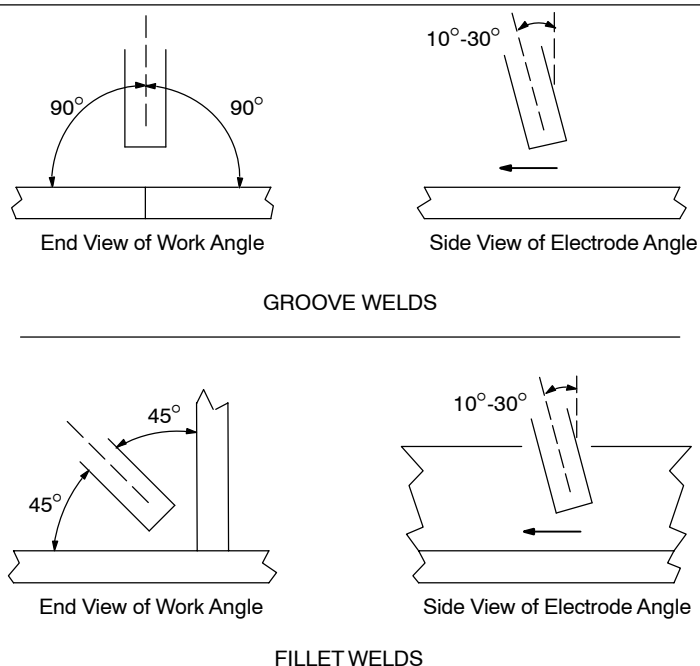 10°-30°
90° 90°
End View of Work Angle Side View of Electrode Angle
GROOVE WELDS
10°-30°
45°
45°
End View of Work Angle Side View of Electrode Angle
FILLET WELDS